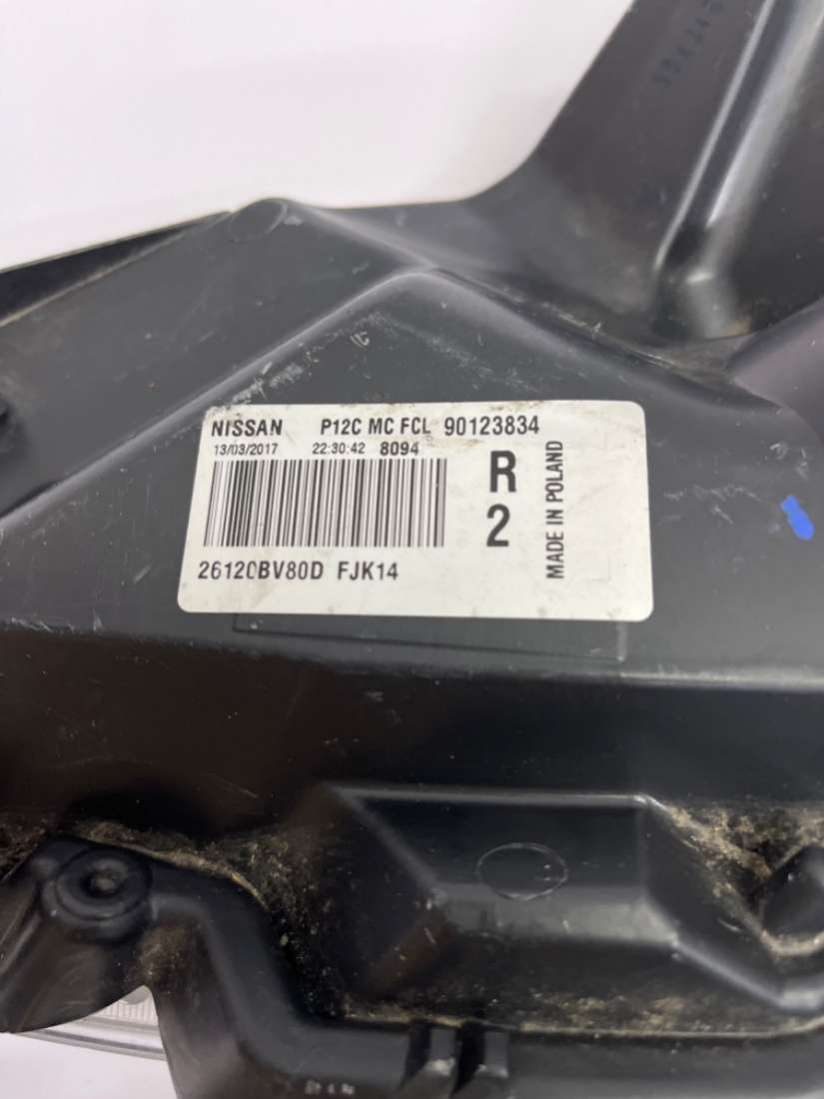 NISSAN P12C MC FCL 90123834
13/03/2017 22:30:42 8094
R
2
MADE IN POLAND
26120BV80D FJK14